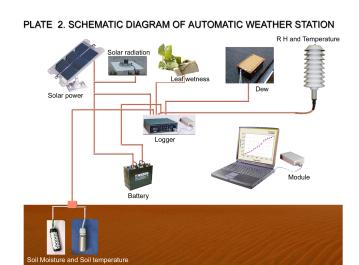 PLATE  2. SCHEMATIC DIAGRAM OF AUTOMATIC WEATHER STATION
R H and Temperature
Solar radiation
Leaf wetness
Solar power
Dew
Logger
Module
Battery
Soil Moisture and Soil temperature